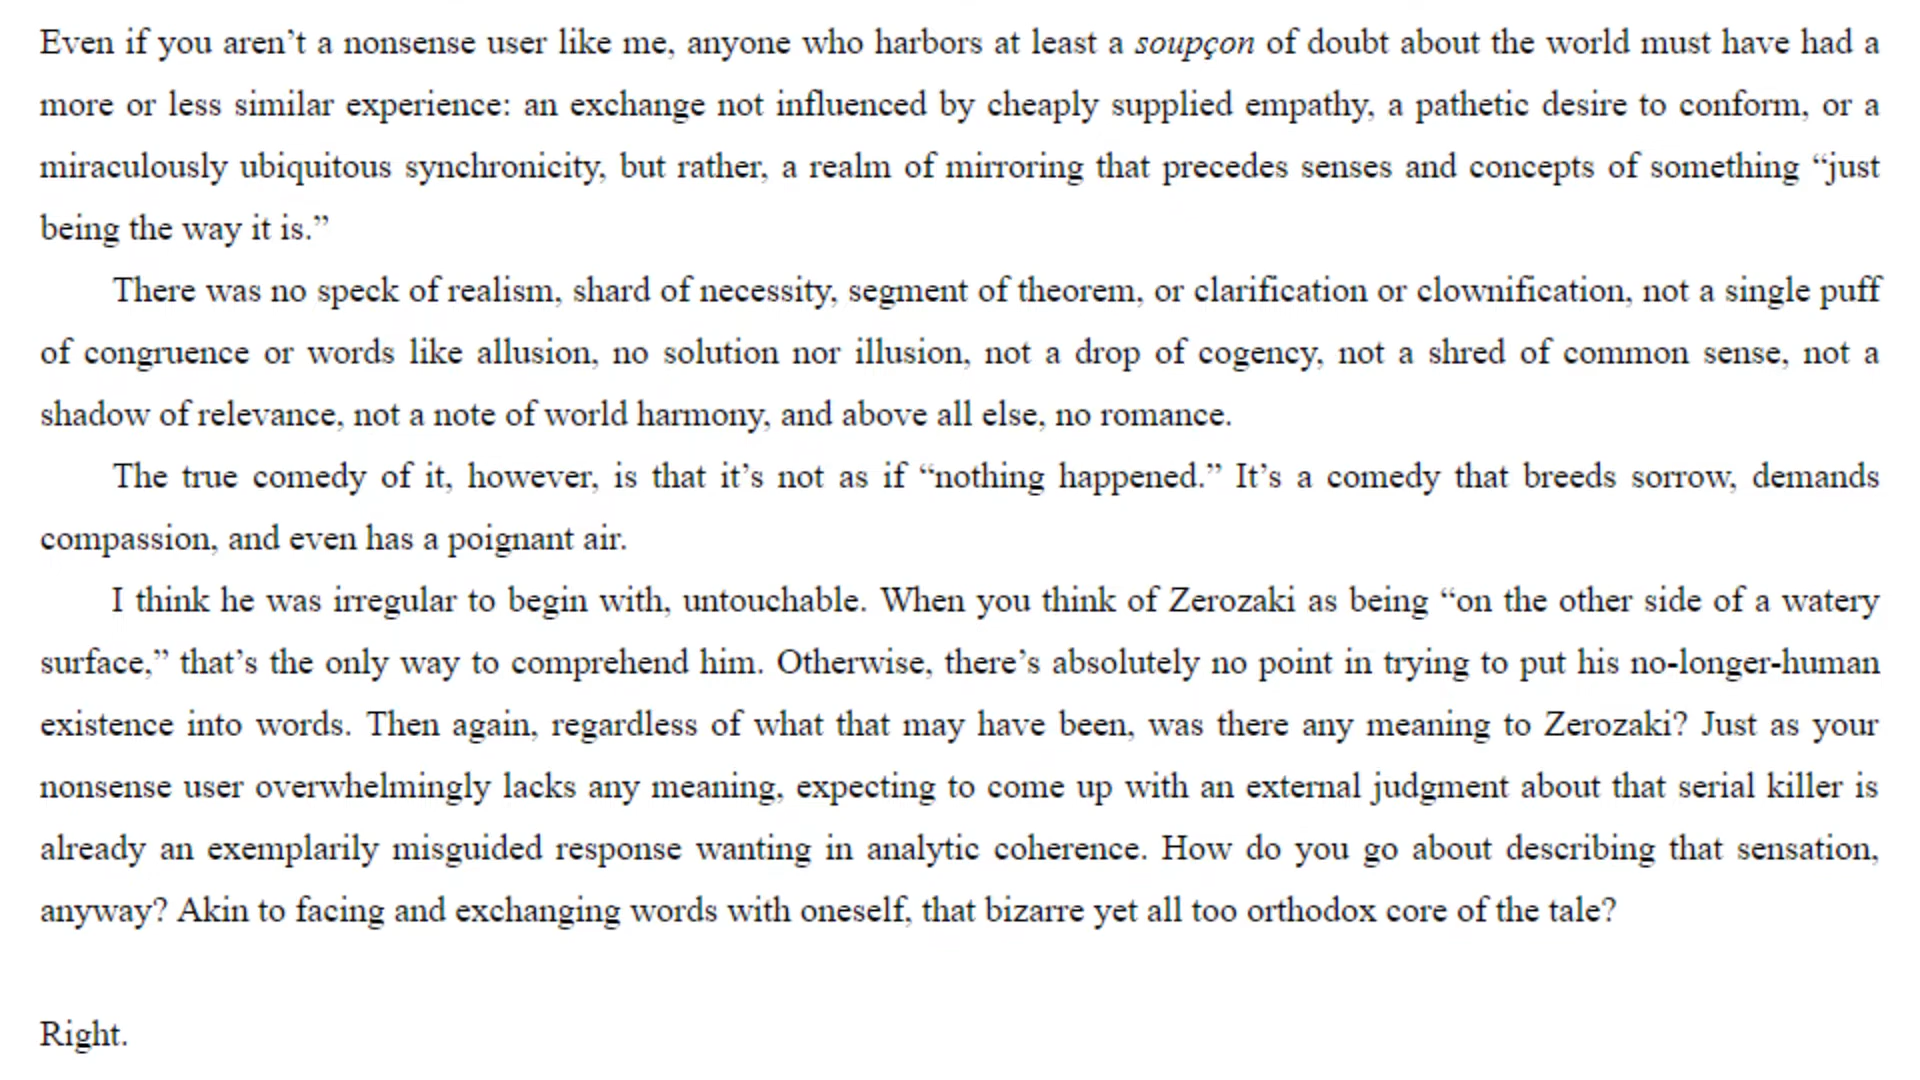 Even if you aren’t a nonsense user like me, anyone who harbors at least a soupçon of doubt about the world must have had a
more or less similar experience: an exchange not influenced by cheaply supplied empathy, a pathetic desire to conform, or a
miraculously ubiquitous synchronicity, but rather, a realm of mirroring that precedes senses and concepts of something “just
being the way it is.”
There was no speck of realism, shard of necessity, segment of theorem, or clarification or clownification, not a single puff
of congruence or words like allusion, no solution nor illusion, not a drop of cogency, not a shred of common sense, not a
shadow of relevance, not a note of world harmony, and above all else, no romance.
The true comedy of it, however, is that it’s not as if “nothing happened.” It’s a comedy that breeds sorrow, demands
compassion, and even has a poignant air.
I think he was irregular to begin with, untouchable. When you think of Zerozaki as being “on the other side of a watery
surface,” that’s the only way to comprehend him. Otherwise, there’s absolutely no point in trying to put his no-longer-human
existence into words. Then again, regardless of what that may have been, was there any meaning to Zerozaki? Just as your
nonsense user overwhelmingly lacks any meaning, expecting to come up with an external judgment about that serial killer is
already an exemplarily misguided response wanting in analytic coherence. How do you go about describing that sensation,
anyway? Akin to facing and exchanging words with oneself, that bizarre yet all too orthodox core of the tale?
Right.